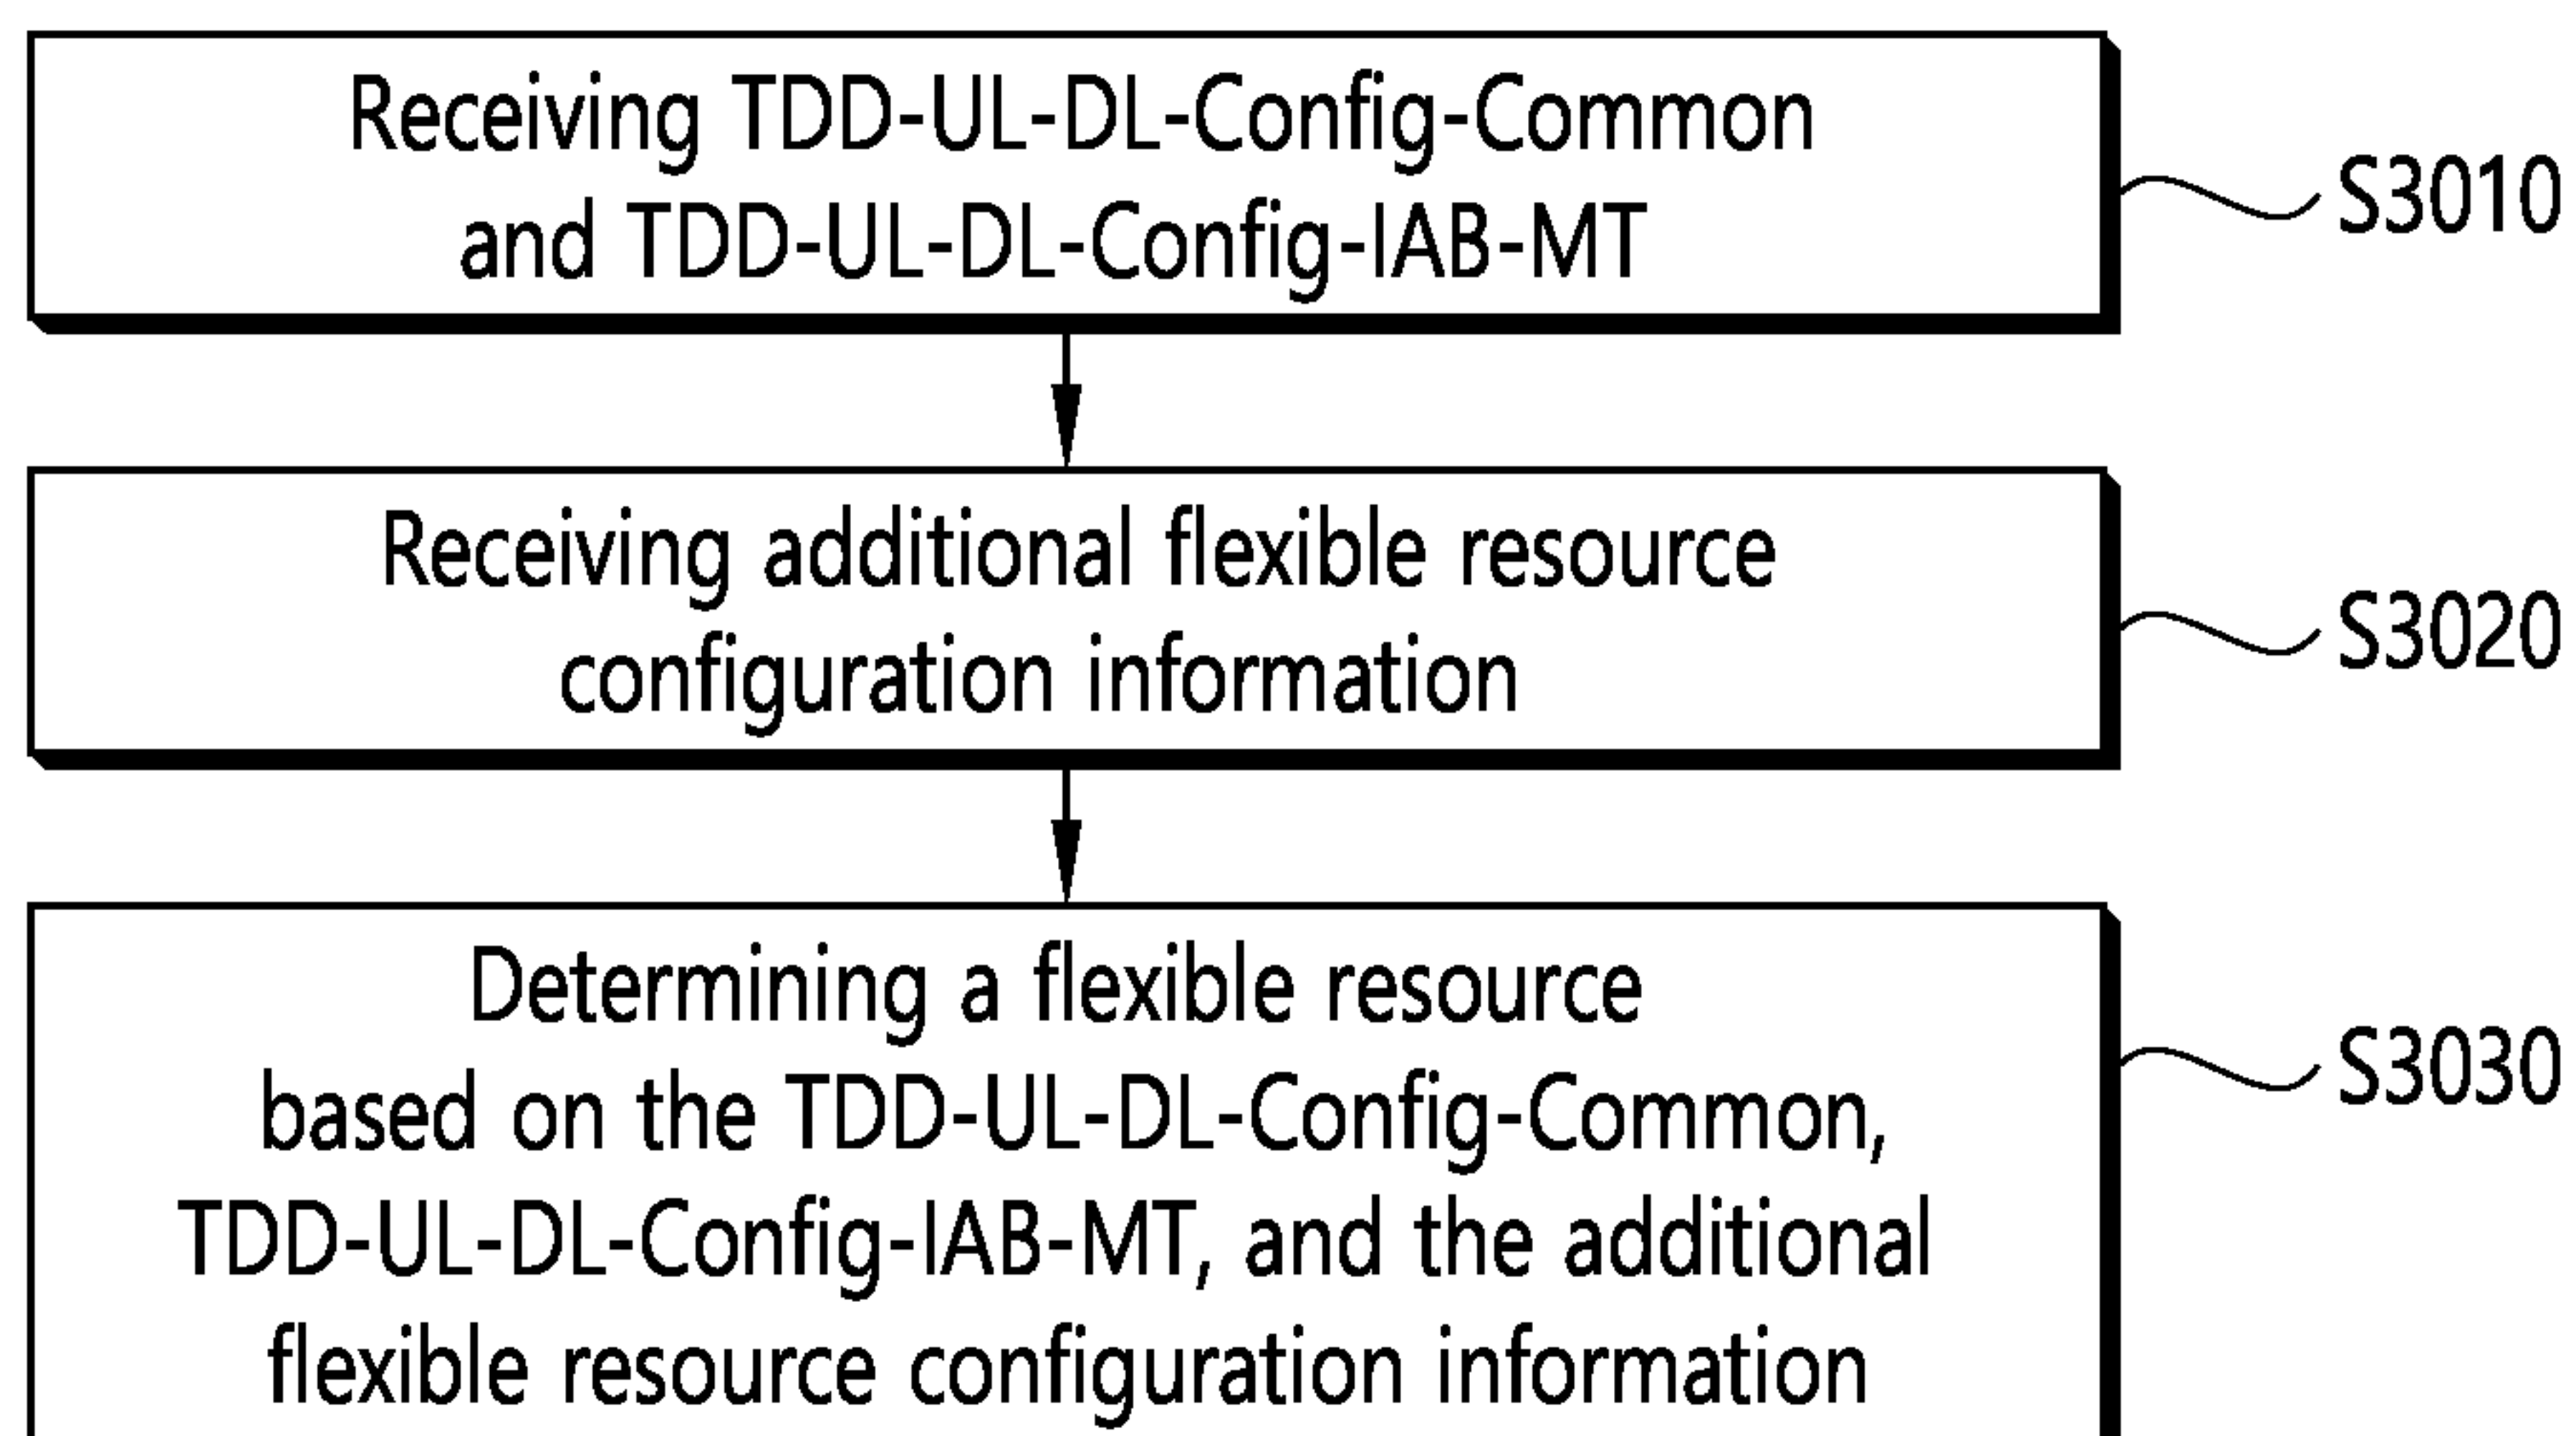 Receiving TDD-UL-DL-Config-Common
and TDD-UL-DL-Config-IAB-MT
S3010
Receiving additional flexible resource
configuration information
S3020
Determining a flexible resource
based on the TDD-UL-DL-Config-Common,
TDD-UL-DL-Config-IAB-MT, and the additional
flexible resource configuration information
S3030